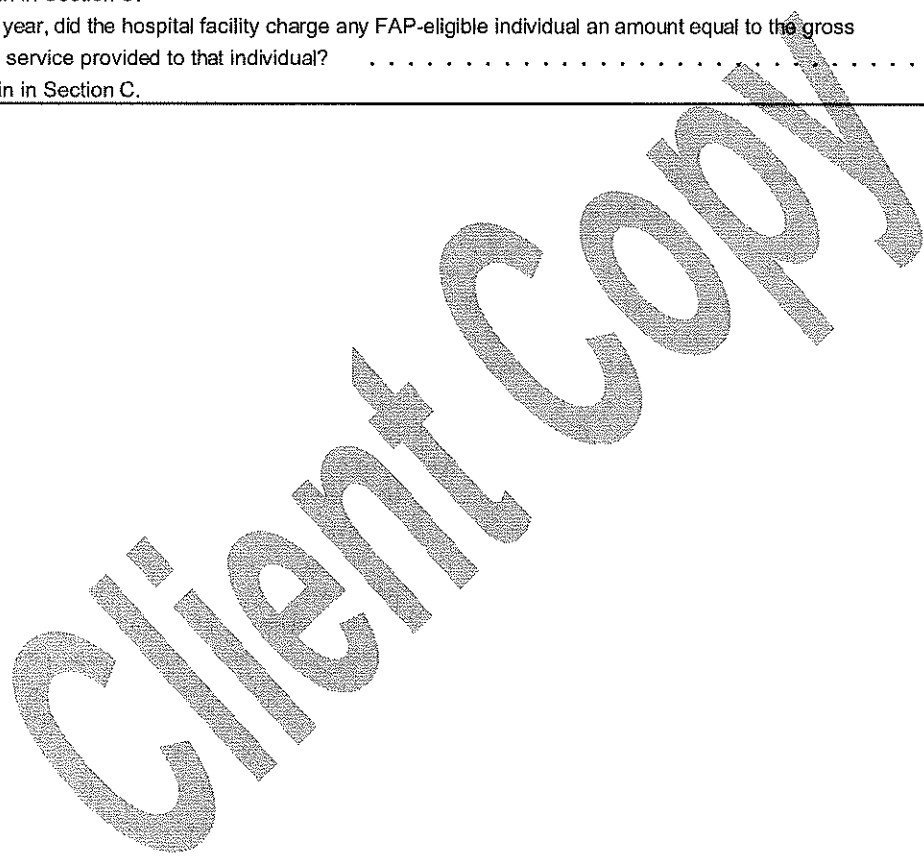 year, did the hospital facility charge any FAP-eligible individual an amount equal to the gross
service provided to that individual? . . . . . . . . . . . . . . . . . . . . . . . . . . . . .
in in Section C.
Client Copy